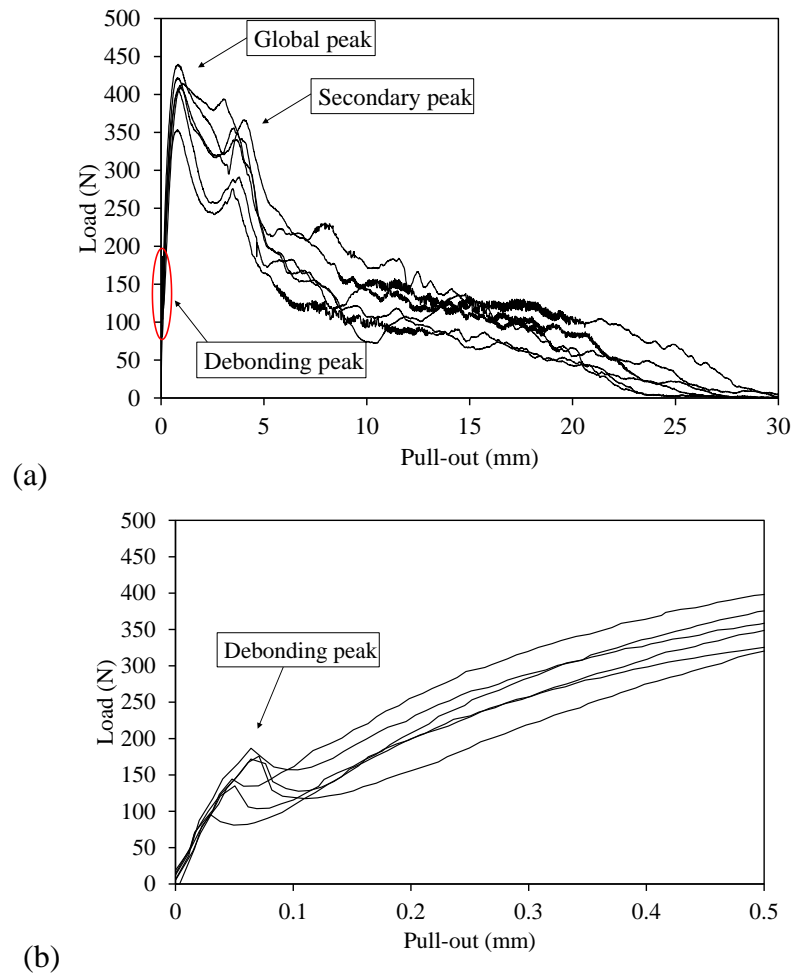 500
450
400
350
300
250
200
150
100
50
0
Load (N)
Global peak
Secondary peak
Debonding peak
0 5 10 15 20 25 30
Pull-out (mm)
(a)
500
450
400
350
300
250
200
150
100
50
0
Load (N)
Debonding peak
0 0.1 0.2 0.3 0.4 0.5
Pull-out (mm)
(b)